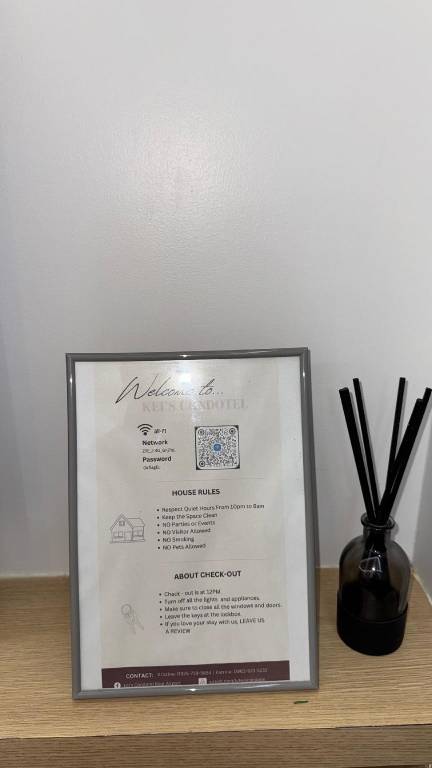 Welcome to...
KEI'S CONDOTEL
Wi-Fi
Network
Password
HOUSE RULES
Respect Quiet Hours From 10pm to 8am
Keep the Space Clean
NO Parties or Events
NO Visitor Allowed
NO Smoking
NO Pets Allowed
ABOUT CHECK-OUT
Check - out is at 12PM
Turn off all the lights and appliances,
Make sure to close all the windows and doors.
Leave the keys at the lockbox.
If you love your stay with us, LEAVE US
A REVIEW
CONTACT: